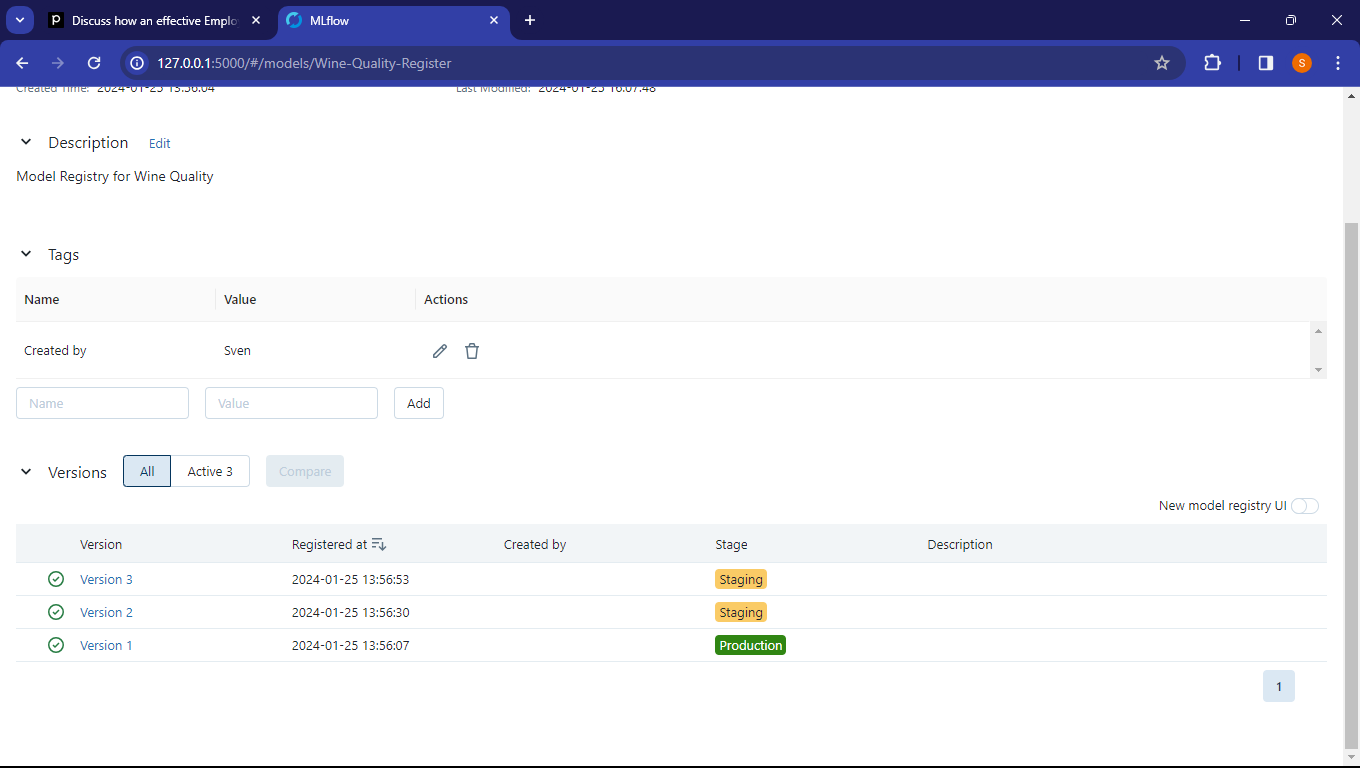 Discuss how an effective Emplo
MLflow
127.0.0.1:5000/#/models/Wine-Quality-Register
S
Created Time: 2024-01-25 13:56:04 Last Modified: 2024-01-25 16:07:48
Description Edit
Model Registry for Wine Quality
Tags
Name Value Actions
Created by Sven
Name Value Add
Versions All Active 3 Compare
New model registry UI
Version Registered at Created by Stage Description
Version 3 2024-01-25 13:56:53 Staging
Version 2 2024-01-25 13:56:30 Staging
Version 1 2024-01-25 13:56:07 Production
1